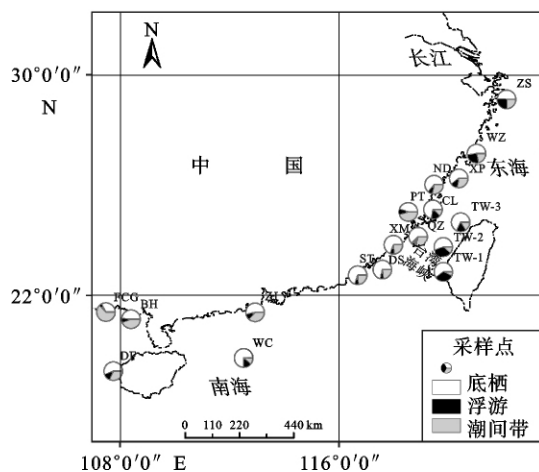 N
长江
30°0′0″
N
ZS
WZ
东海
中 国
ND
XP
PT
CL
TW-3
XM
QZ
TW-2
台湾海峡
ST
DS
TW-1
22°0′0″
FCG
BH
WC
南海
采样点
底栖
浮游
潮间带
0 110 220 440 km
108°0′0″ E
116°0′0″